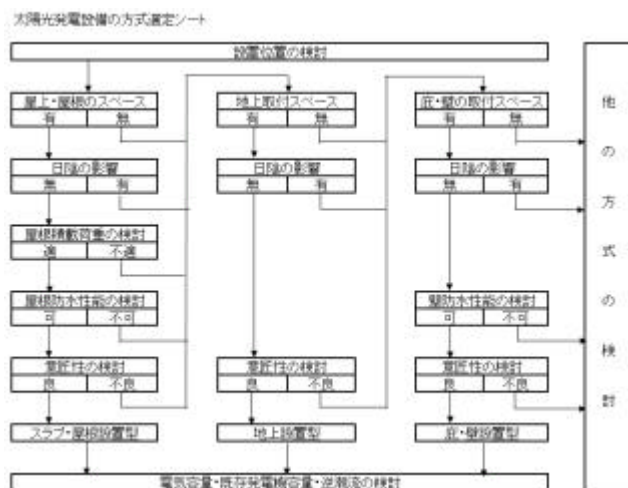 太陽光発電設備の方式選定シート
設置位置の検討
屋上・屋根のスペース
有 無
地上取付スペース
有 無
庇・壁の取付スペース
有 無
日陰の影響
無 有
日陰の影響
無 有
日陰の影響
無 有
屋根積載荷重の検討
適 不適
屋根防水性能の検討
可 不可
壁防水性能の検討
可 不可
意匠性の検討
良 不良
意匠性の検討
良 不良
意匠性の検討
良 不良
スラブ・屋根設置型
地上設置型
庇・壁設置型
電気容量・既存発電機容量・逆潮流の検討
他の方式の検討